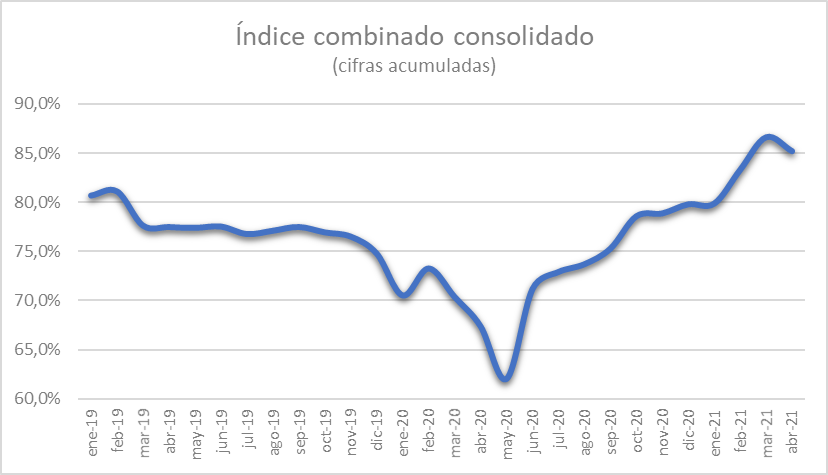 Índice combinado consolidado
(cifras acumuladas)
90,0%
85,0%
80,0%
75,0%
70,0%
65,0%
60,0%
ene-19
feb-19
mar-19
abr-19
may-19
jun-19
jul-19
ago-19
sep-19
oct-19
nov-19
dic-19
ene-20
feb-20
mar-20
abr-20
may-20
jun-20
jul-20
ago-20
sep-20
oct-20
nov-20
dic-20
ene-21
feb-21
mar-21
abr-21